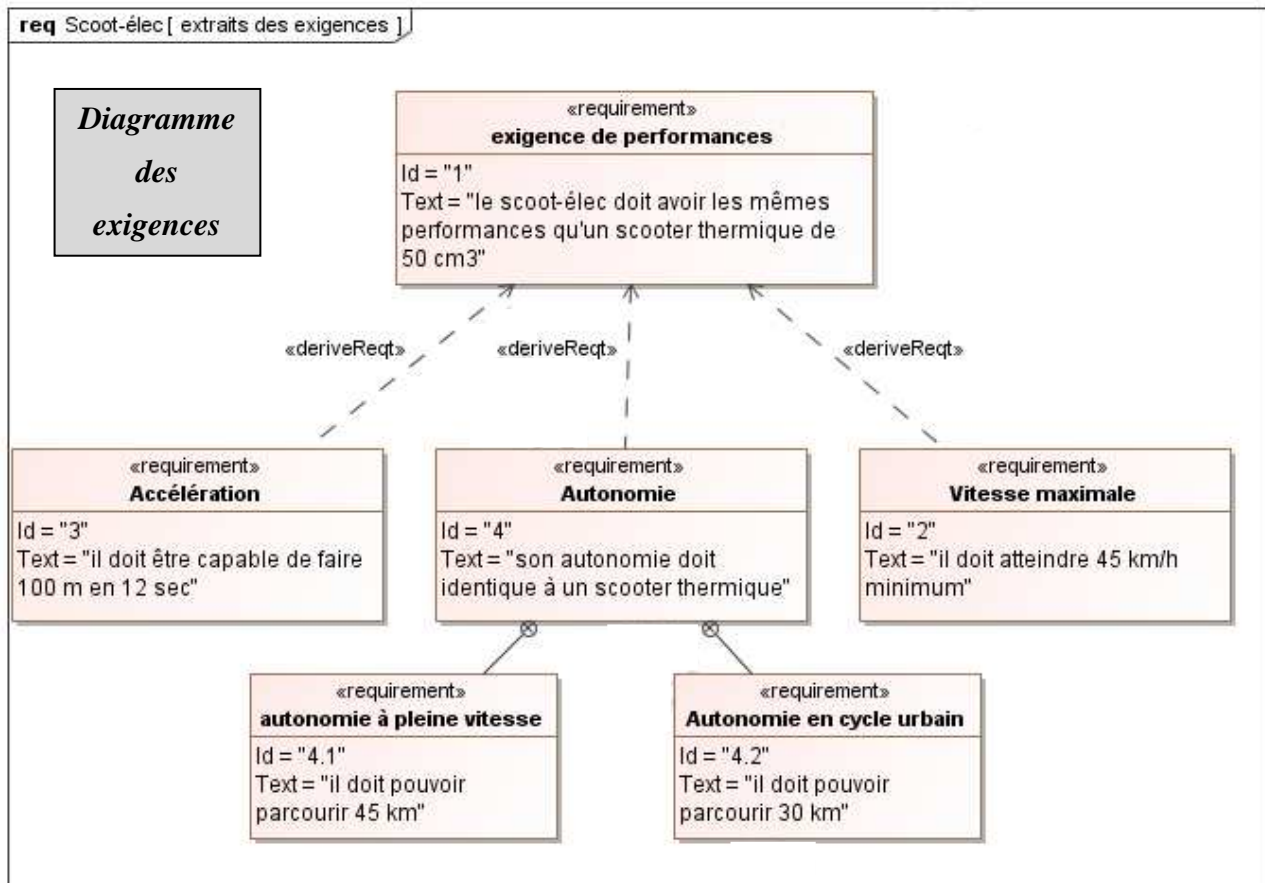 req Scoot-élec [ extraits des exigences ]
Diagramme
des
exigences
«requirement»
exigence de performances
Id = "1"
Text = "le scoot-élec doit avoir les mêmes
performances qu'un scooter thermique de
50 cm3"
«deriveReqt»
«deriveReqt»
«deriveReqt»
«requirement»
Accélération
Id = "3"
Text = "il doit être capable de faire
100 m en 12 sec"
«requirement»
Autonomie
Id = "4"
Text = "son autonomie doit
identique à un scooter thermique"
«requirement»
Vitesse maximale
Id = "2"
Text = "il doit atteindre 45 km/h
minimum"
«requirement»
autonomie à pleine vitesse
Id = "4.1"
Text = "il doit pouvoir
parcourir 45 km"
«requirement»
Autonomie en cycle urbain
Id = "4.2"
Text = "il doit pouvoir
parcourir 30 km"